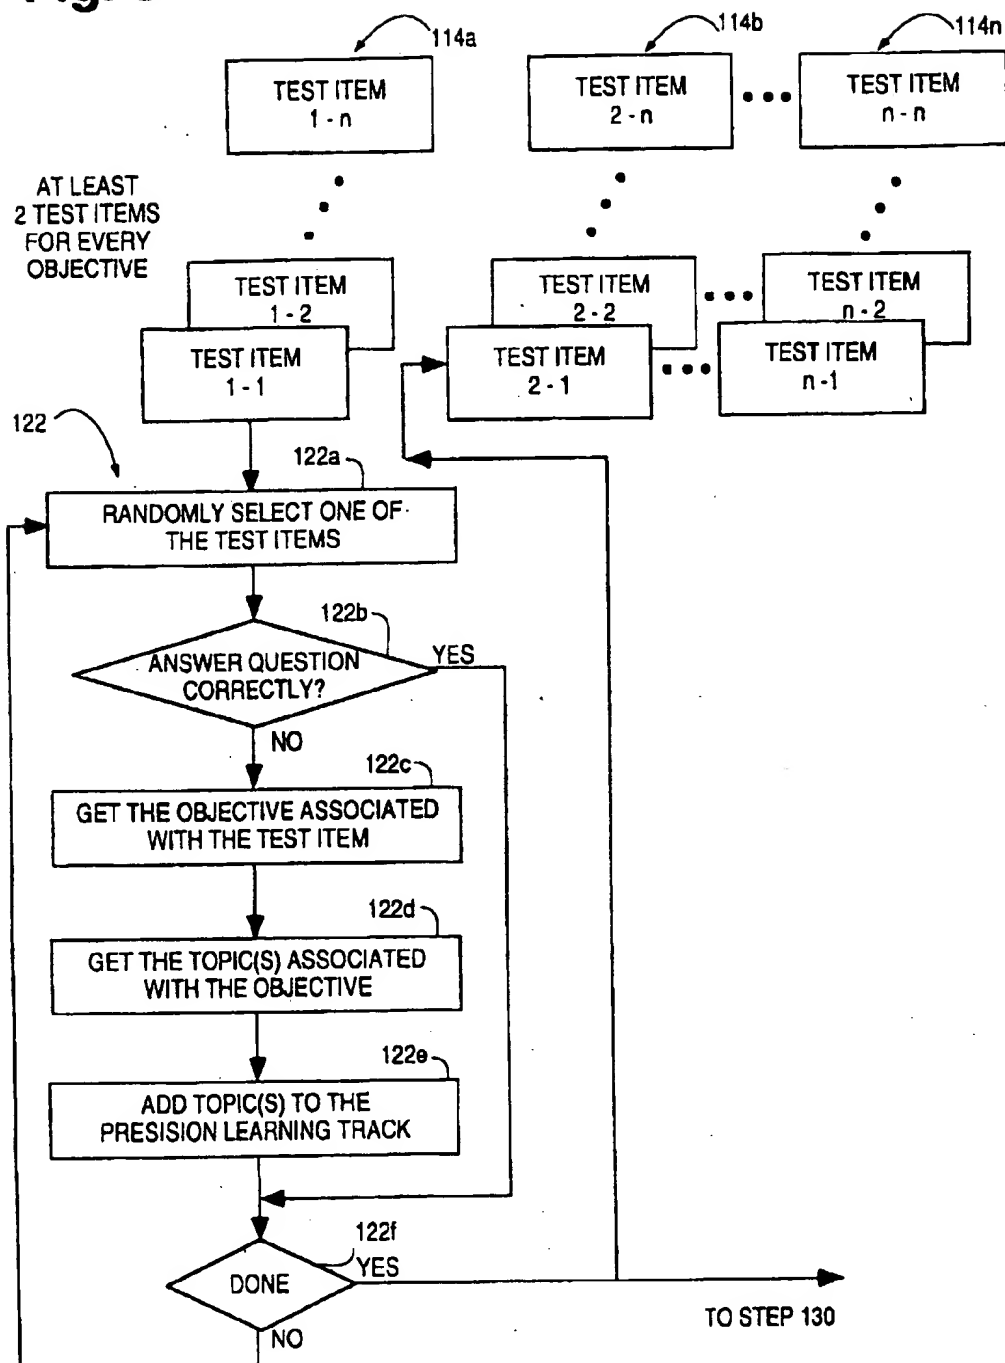 114a
114b
114n
TEST ITEM
1 - n
TEST ITEM
2 - n
TEST ITEM
n - n
AT LEAST
2 TEST ITEMS
FOR EVERY
OBJECTIVE
TEST ITEM
1 - 2
TEST ITEM
2 - 2
TEST ITEM
n - 2
TEST ITEM
1 - 1
TEST ITEM
2 - 1
TEST ITEM
n - 1
122
122a
RANDOMLY SELECT ONE OF
THE TEST ITEMS
122b
ANSWER QUESTION
CORRECTLY?
YES
NO
122c
GET THE OBJECTIVE ASSOCIATED
WITH THE TEST ITEM
122d
GET THE TOPIC(S) ASSOCIATED
WITH THE OBJECTIVE
122e
ADD TOPIC(S) TO THE
PRESISION LEARNING TRACK
122f
DONE
YES
NO
TO STEP 130